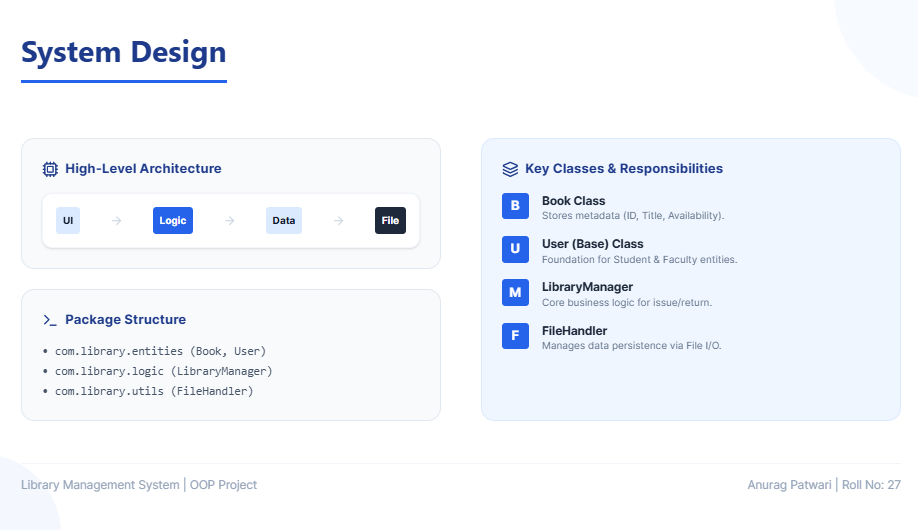 System Design
High-Level Architecture
UI → Logic → Data → File
Package Structure
• com.library.entities (Book, User)
• com.library.logic (LibraryManager)
• com.library.utils (FileHandler)
Key Classes & Responsibilities
B
Book Class
Stores metadata (ID, Title, Availability).
U
User (Base) Class
Foundation for Student & Faculty entities.
M
LibraryManager
Core business logic for issue/return.
F
FileHandler
Manages data persistence via File I/O.
Library Management System | OOP Project
Anurag Patwari | Roll No: 27